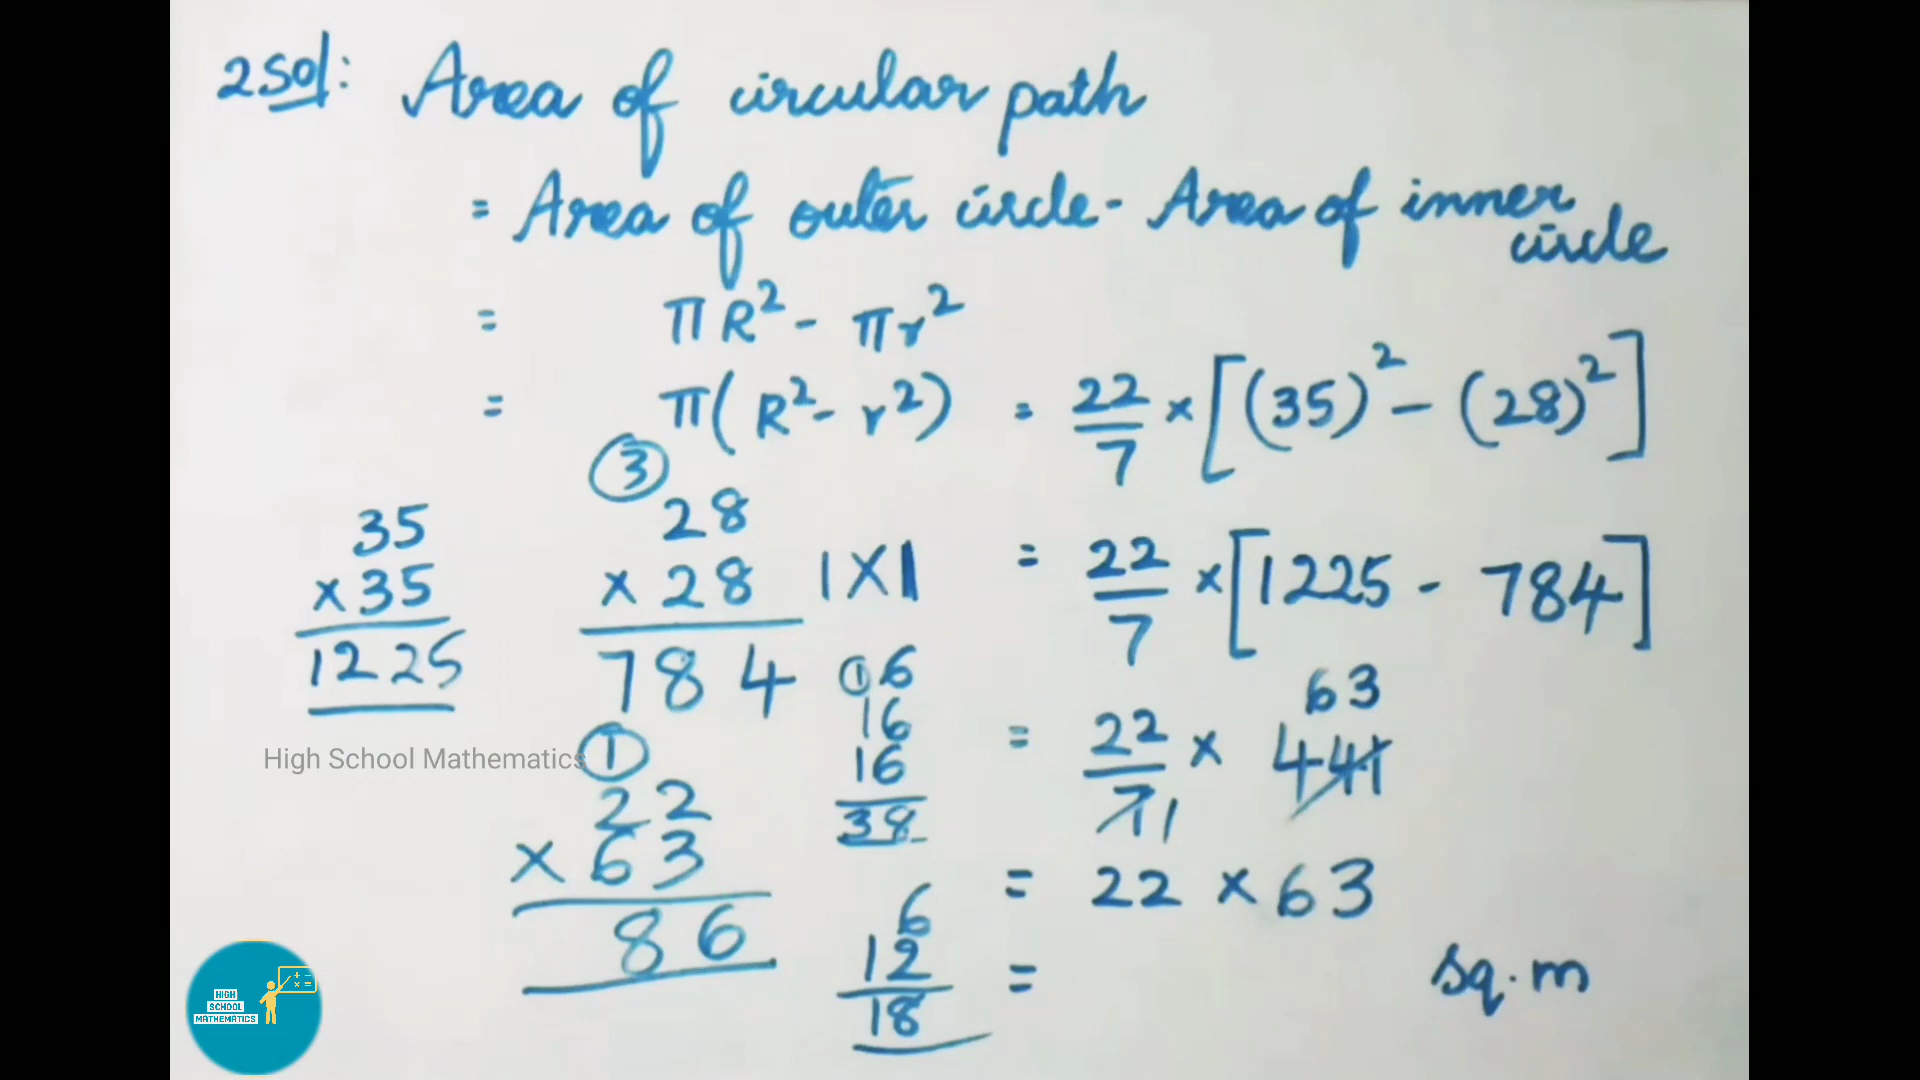 2 Sol: Area of circular path
= Area of outer circle - Area of inner
circle
= πR² - πr²
= π(R² - r²) = 22/7 × [(35)² - (28)²]
3
35
×35
1225
28
×28
784
1×1
= 22/7 × [1225 - 784]
16
16
16
38
63
= 22/7 1 × 441
= 22 × 63
High School Mathematics
1
22
×63
86
6
12
18
= sq.m
HIGH
SCHOOL
MATHEMATICS